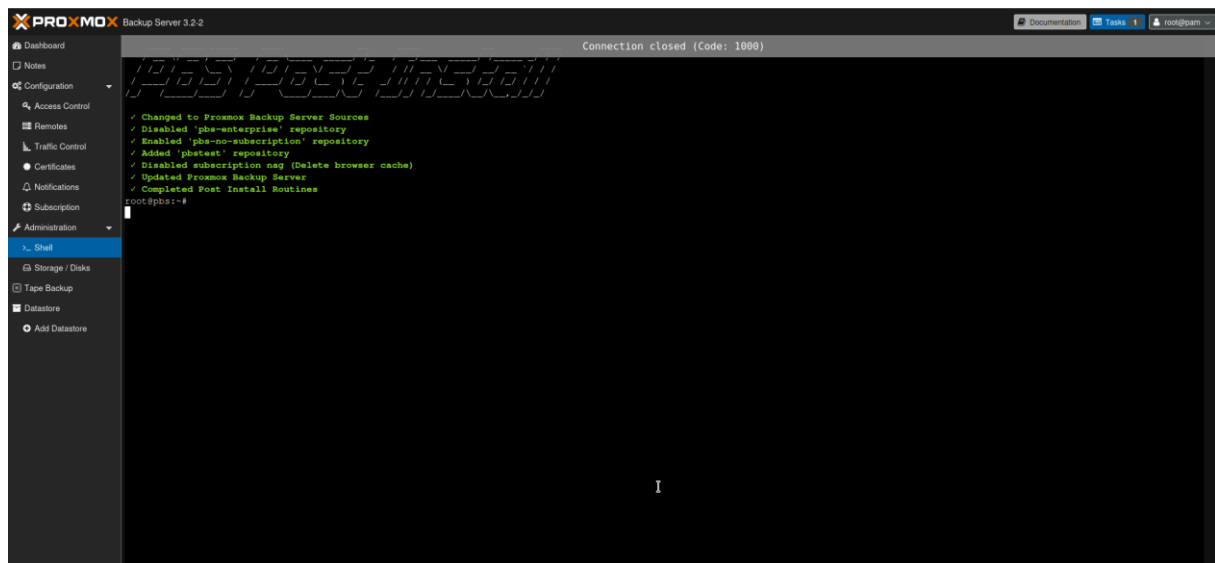 PROXMOX Backup Server 3.2-2
Documentation
Tasks 1
root@pam
Dashboard
Notes
Configuration
Access Control
Remotes
Traffic Control
Certificates
Notifications
Subscription
Administration
>_ Shell
Storage / Disks
Tape Backup
Datastore
Add Datastore
Connection closed (Code: 1000)
PBS Post Install
✓ Changed to Proxmox Backup Server Sources
✓ Disabled 'pbs-enterprise' repository
✓ Enabled 'pbs-no-subscription' repository
✓ Added 'pbstest' repository
✓ Disabled subscription nag (Delete browser cache)
✓ Updated Proxmox Backup Server
✓ Completed Post Install Routines
root@pbs:~#